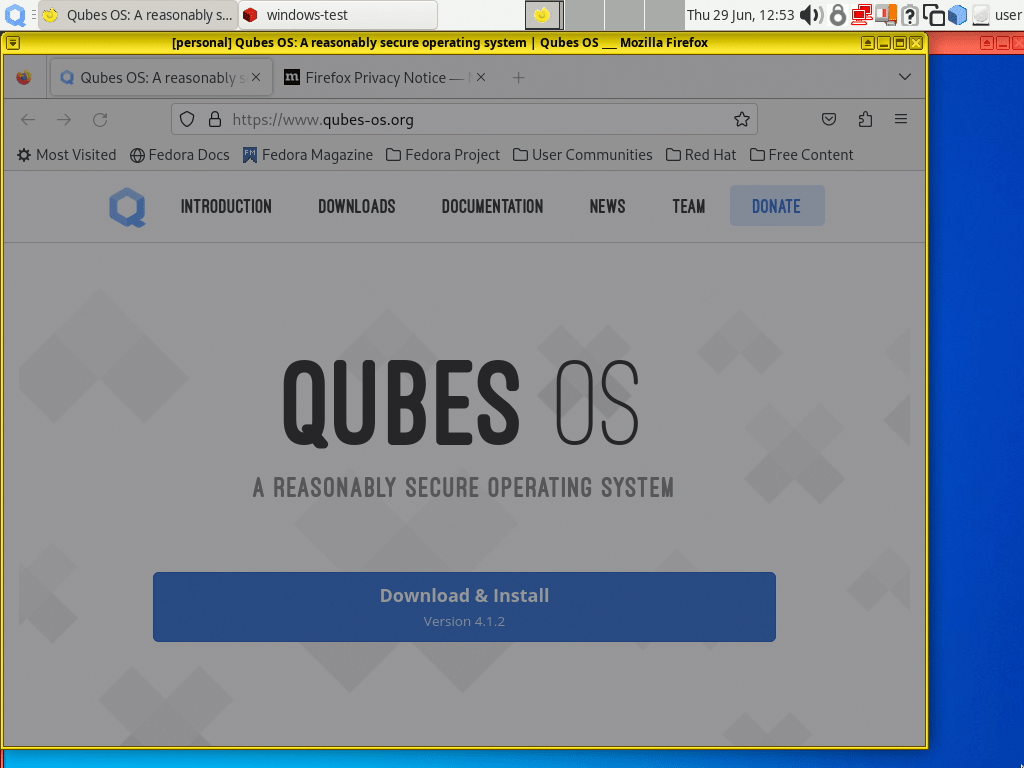 Qubes OS: A reasonably s... windows-test Thu 29 Jun, 12:53 user
[personal] Qubes OS: A reasonably secure operating system | Qubes OS ___ Mozilla Firefox
Qubes OS: A reasonably s Firefox Privacy Notice —
https://www.qubes-os.org
Most Visited Fedora Docs Fedora Magazine Fedora Project User Communities Red Hat Free Content
INTRODUCTION DOWNLOADS DOCUMENTATION NEWS TEAM DONATE
QUBES OS
A REASONABLY SECURE OPERATING SYSTEM
Download & Install
Version 4.1.2